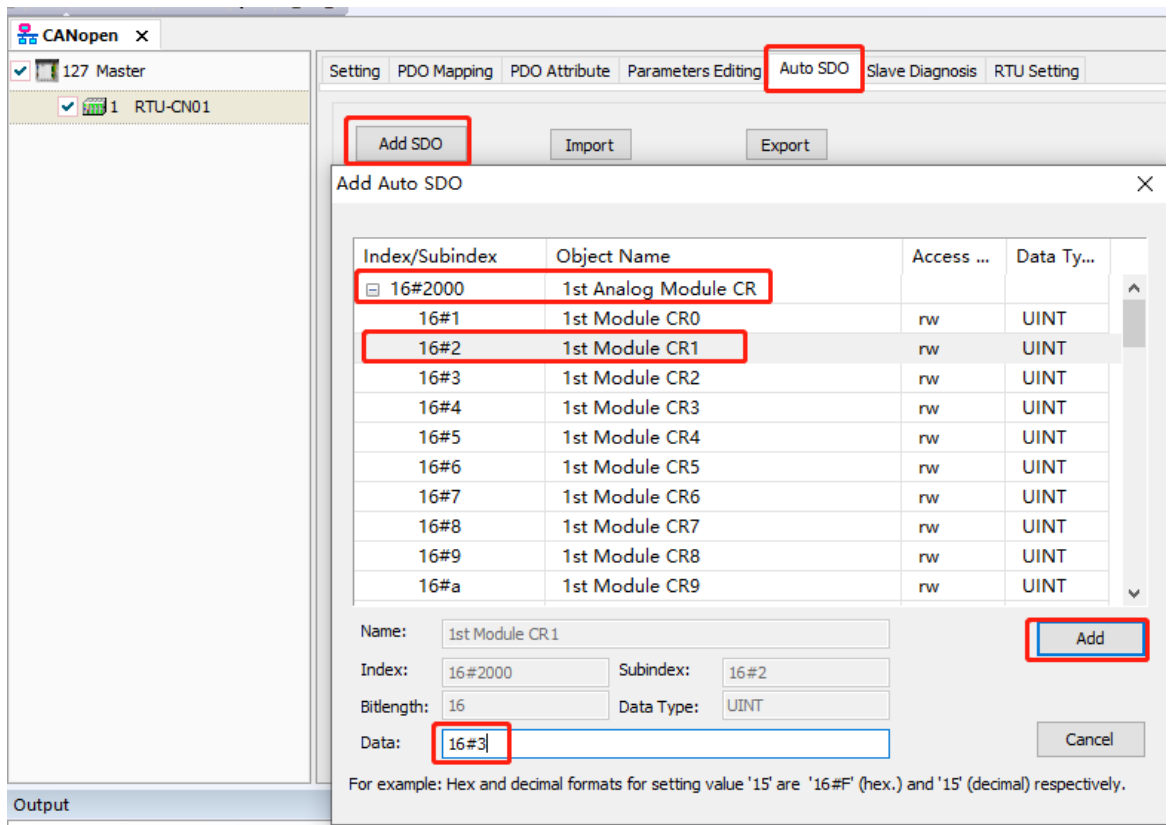 CANopen X
127 Master
1 RTU-CN01
Setting PDO Mapping PDO Attribute Parameters Editing Auto SDO Slave Diagnosis RTU Setting
Add SDO Import Export
Add Auto SDO
Index/Subindex Object Name Access ... Data Ty...
16#2000 1st Analog Module CR
16#1 1st Module CR0 rw UINT
16#2 1st Module CR1 rw UINT
16#3 1st Module CR2 rw UINT
16#4 1st Module CR3 rw UINT
16#5 1st Module CR4 rw UINT
16#6 1st Module CR5 rw UINT
16#7 1st Module CR6 rw UINT
16#8 1st Module CR7 rw UINT
16#9 1st Module CR8 rw UINT
16#a 1st Module CR9 rw UINT
Name: 1st Module CR1 Add
Index: 16#2000 Subindex: 16#2
Bitlength: 16 Data Type: UINT
Data: 16#3 Cancel
For example: Hex and decimal formats for setting value '15' are '16#F' (hex.) and '15' (decimal) respectively.
Output